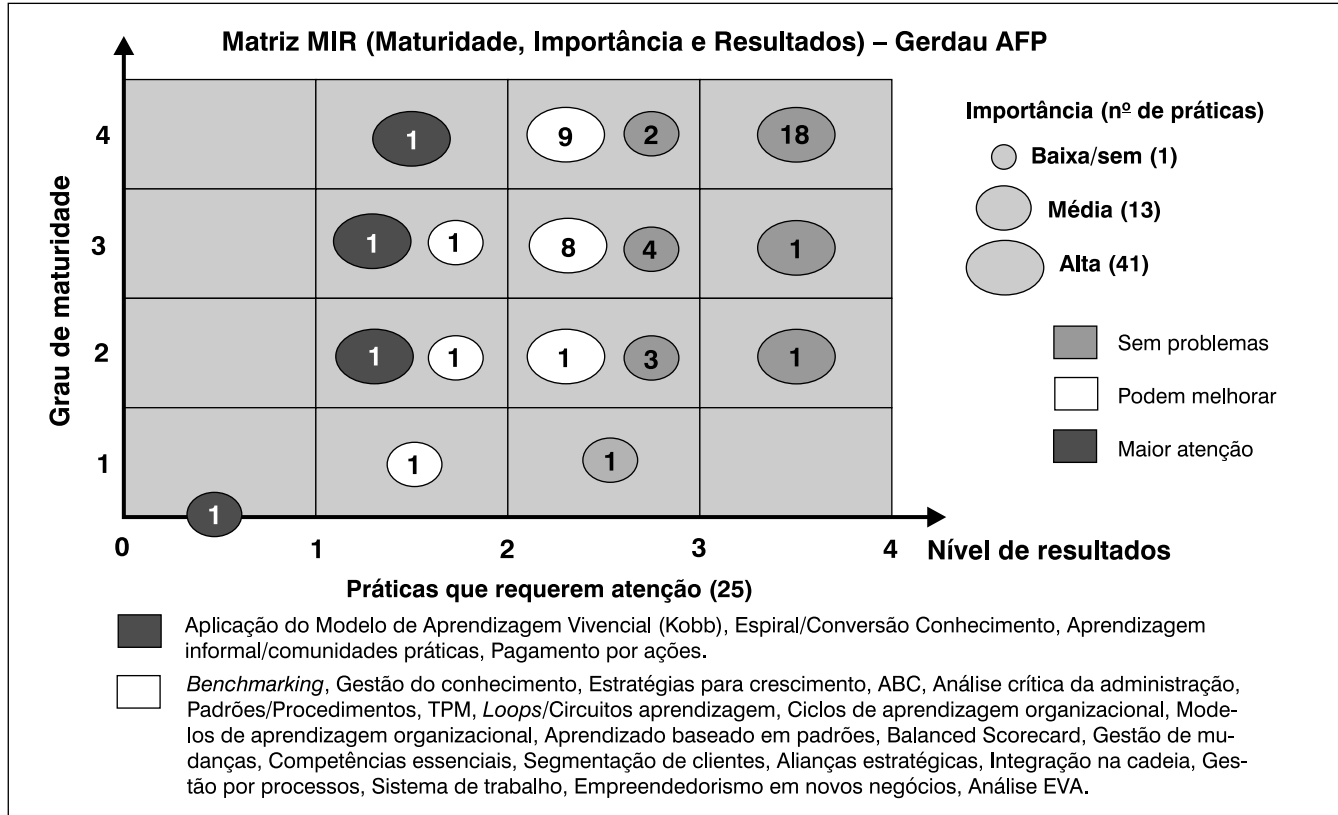 Matriz MIR (Maturidade, Importância e Resultados) – Gerdau AFP
Grau de maturidade
4
1
9
2
18
3
1
1
8
4
1
2
1
1
1
3
1
1
1
1
1
0
1
2
3
4
Nível de resultados
Importância (nº de práticas)
Baixa/sem (1)
Média (13)
Alta (41)
Sem problemas
Podem melhorar
Maior atenção
Práticas que requerem atenção (25)
Aplicação do Modelo de Aprendizagem Vivencial (Kobb), Espiral/Conversão Conhecimento, Aprendizagem
informal/comunidades práticas, Pagamento por ações.
Benchmarking, Gestão do conhecimento, Estratégias para crescimento, ABC, Análise crítica da administração,
Padrões/Procedimentos, TPM, Loops/Circuitos aprendizagem, Ciclos de aprendizagem organizacional, Mode-
los de aprendizagem organizacional, Aprendizado baseado em padrões, Balanced Scorecard, Gestão de mu-
danças, Competências essenciais, Segmentação de clientes, Alianças estratégicas, Integração na cadeia, Ges-
tão por processos, Sistema de trabalho, Empreendedorismo em novos negócios, Análise EVA.